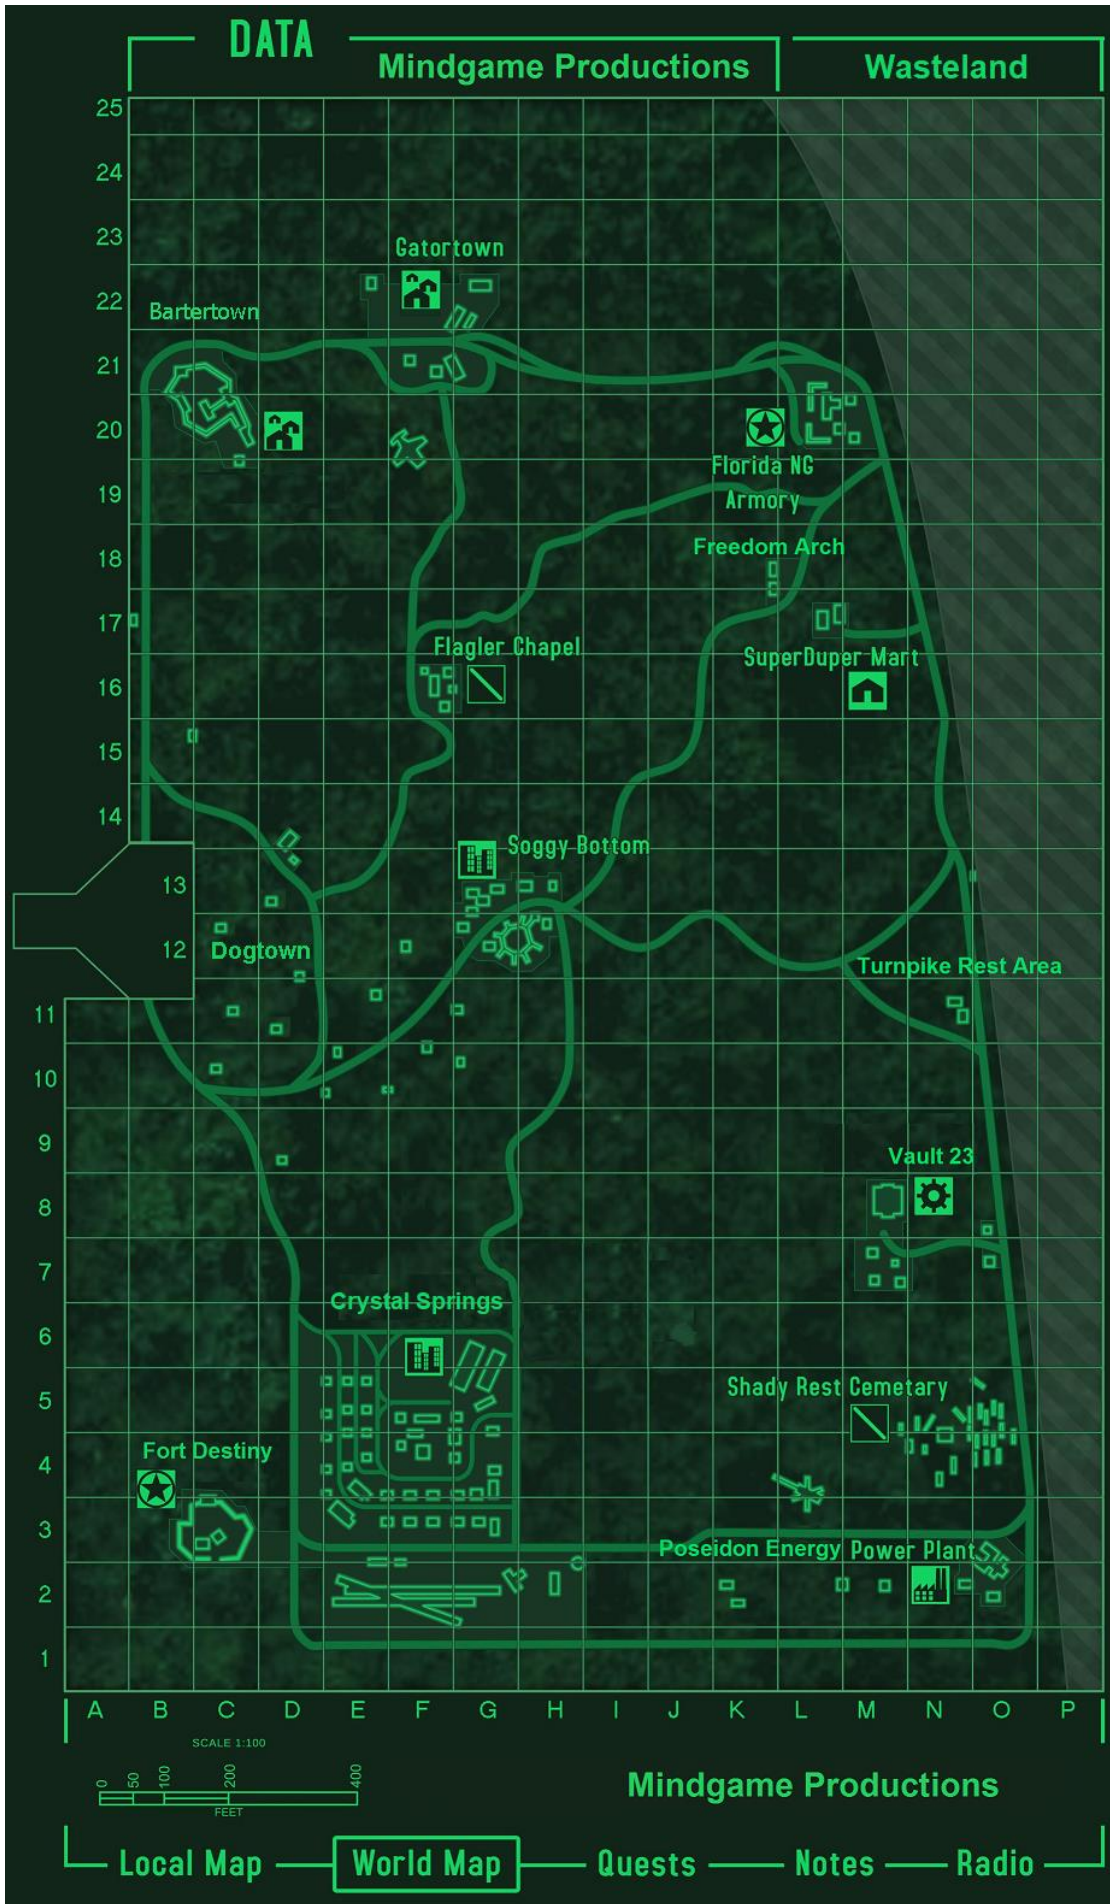 DATA
Mindgame Productions
Wasteland
25
24
23
Gatortown
22
Bartertown
21
20
Florida NG
19
Armory
Freedom Arch
18
17
Flagler Chapel
SuperDuper Mart
16
15
14
Soggy Bottom
13
12
Dogtown
Turnpike Rest Area
11
10
9
Vault 23
8
7
Crystal Springs
6
Shady Rest Cemetary
5
Fort Destiny
4
3
Poseidon Energy Power Plant
2
1
A B C D E F G H I J K L M N O P
SCALE 1:100
0 50 100 200 400
FEET
Mindgame Productions
Local Map World Map Quests Notes Radio